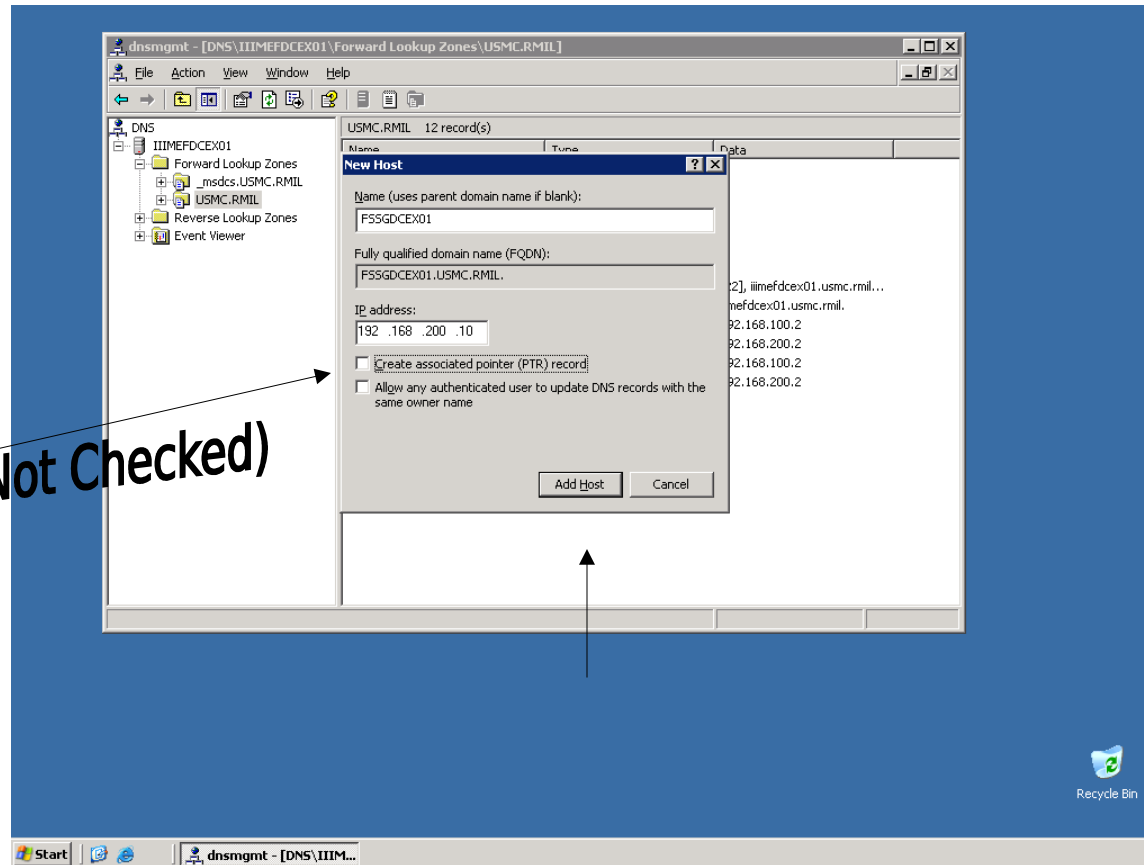 dnsmgmt - [DNS\IIIMEFDCEX01\Forward Lookup Zones\USMC.RMIL]
File Action View Window Help
DNS
IIIMEFDCEX01
Forward Lookup Zones
_msdcs.USMC.RMIL
USMC.RMIL
Reverse Lookup Zones
Event Viewer
USMC.RMIL 12 record(s)
Name Type Data
New Host
Name (uses parent domain name if blank):
FSSGDCEX01
Fully qualified domain name (FQDN):
FSSGDCEX01.USMC.RMIL.
IP address:
192 .168 .200 .10
Create associated pointer (PTR) record
Allow any authenticated user to update DNS records with the
same owner name
Add Host Cancel
2], iiimefdcex01.usmc.rmil...
mefdcex01.usmc.rmil.
92.168.100.2
92.168.200.2
92.168.100.2
92.168.200.2
Not Checked)
Recycle Bin
Start dnsmgmt - [DNS\IIIM...